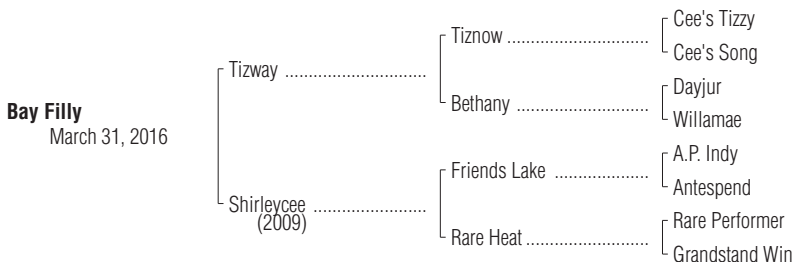 Bay Filly
March 31, 2016
Tizway ............................
Shirleycee ......................
(2009)
Tiznow ............................
Bethany ..........................
Friends Lake ..................
Rare Heat ........................
Cee's Tizzy
Cee's Song
Dayjur
Willamae
A.P. Indy
Antespend
Rare Performer
Grandstand Win